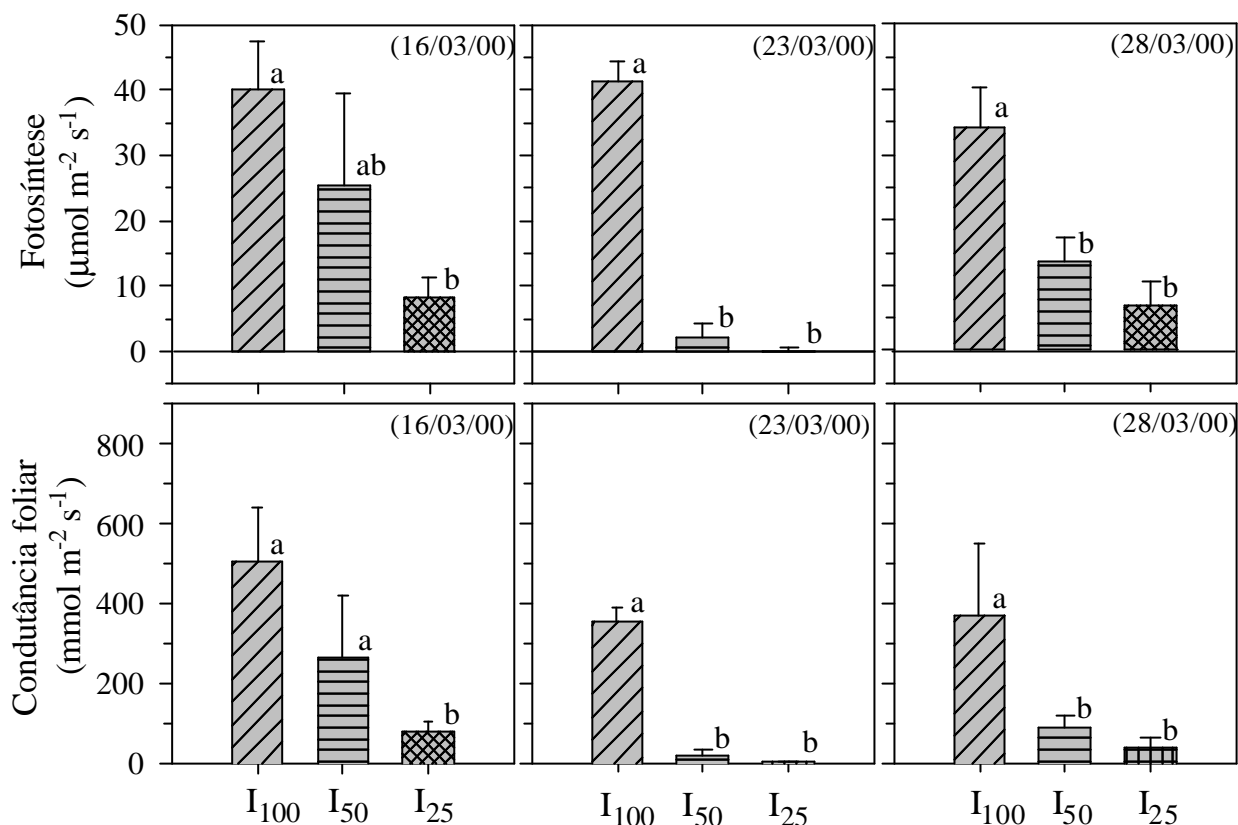 Fotosíntese
(µmol m⁻² s⁻¹)
50
40
30
20
10
0
(16/03/00)
a
ab
b
(23/03/00)
a
b
b
(28/03/00)
a
b
b
Condutância foliar
(mmol m⁻² s⁻¹)
800
600
400
200
0
(16/03/00)
a
a
b
(23/03/00)
a
b
b
(28/03/00)
a
b
b
I₁₀₀ I₅₀ I₂₅
I₁₀₀ I₅₀ I₂₅
I₁₀₀ I₅₀ I₂₅